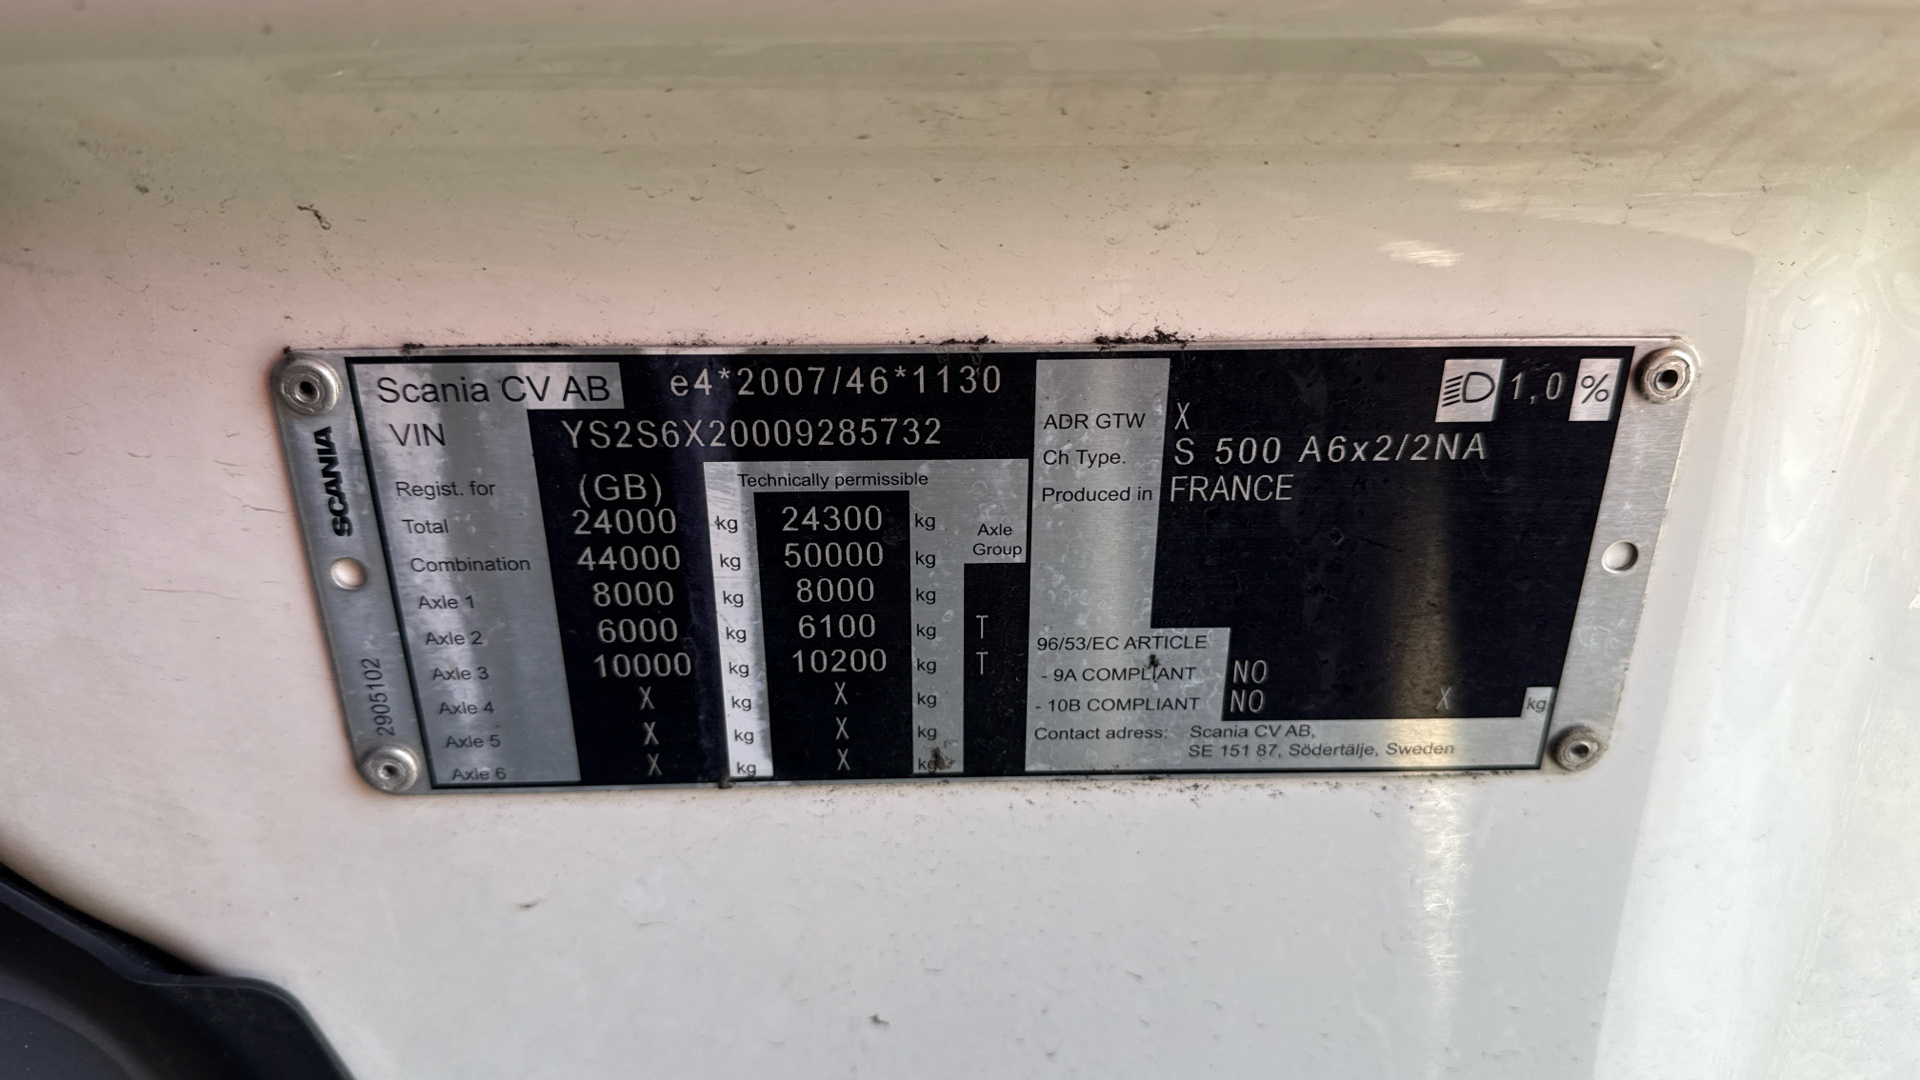 Scania CV AB e4*2007/46*1130
VIN YS2S6X20009285732
Regist. for (GB) Technically permissible
Total 24000 kg 24300 kg Axle Group
Combination 44000 kg 50000 kg
Axle 1 8000 kg 8000 kg
Axle 2 6000 kg 6100 kg T
Axle 3 10000 kg 10200 kg T
Axle 4 X kg X kg
Axle 5 X kg X kg
Axle 6 X kg X kg
1,0 %
ADR GTW X
Ch Type. S 500 A6x2/2NA
Produced in FRANCE
96/53/EC ARTICLE
- 9A COMPLIANT NO
- 10B COMPLIANT NO X kg
Contact adress: Scania CV AB,
SE 151 87, Södertälje, Sweden
SCANIA
2905102